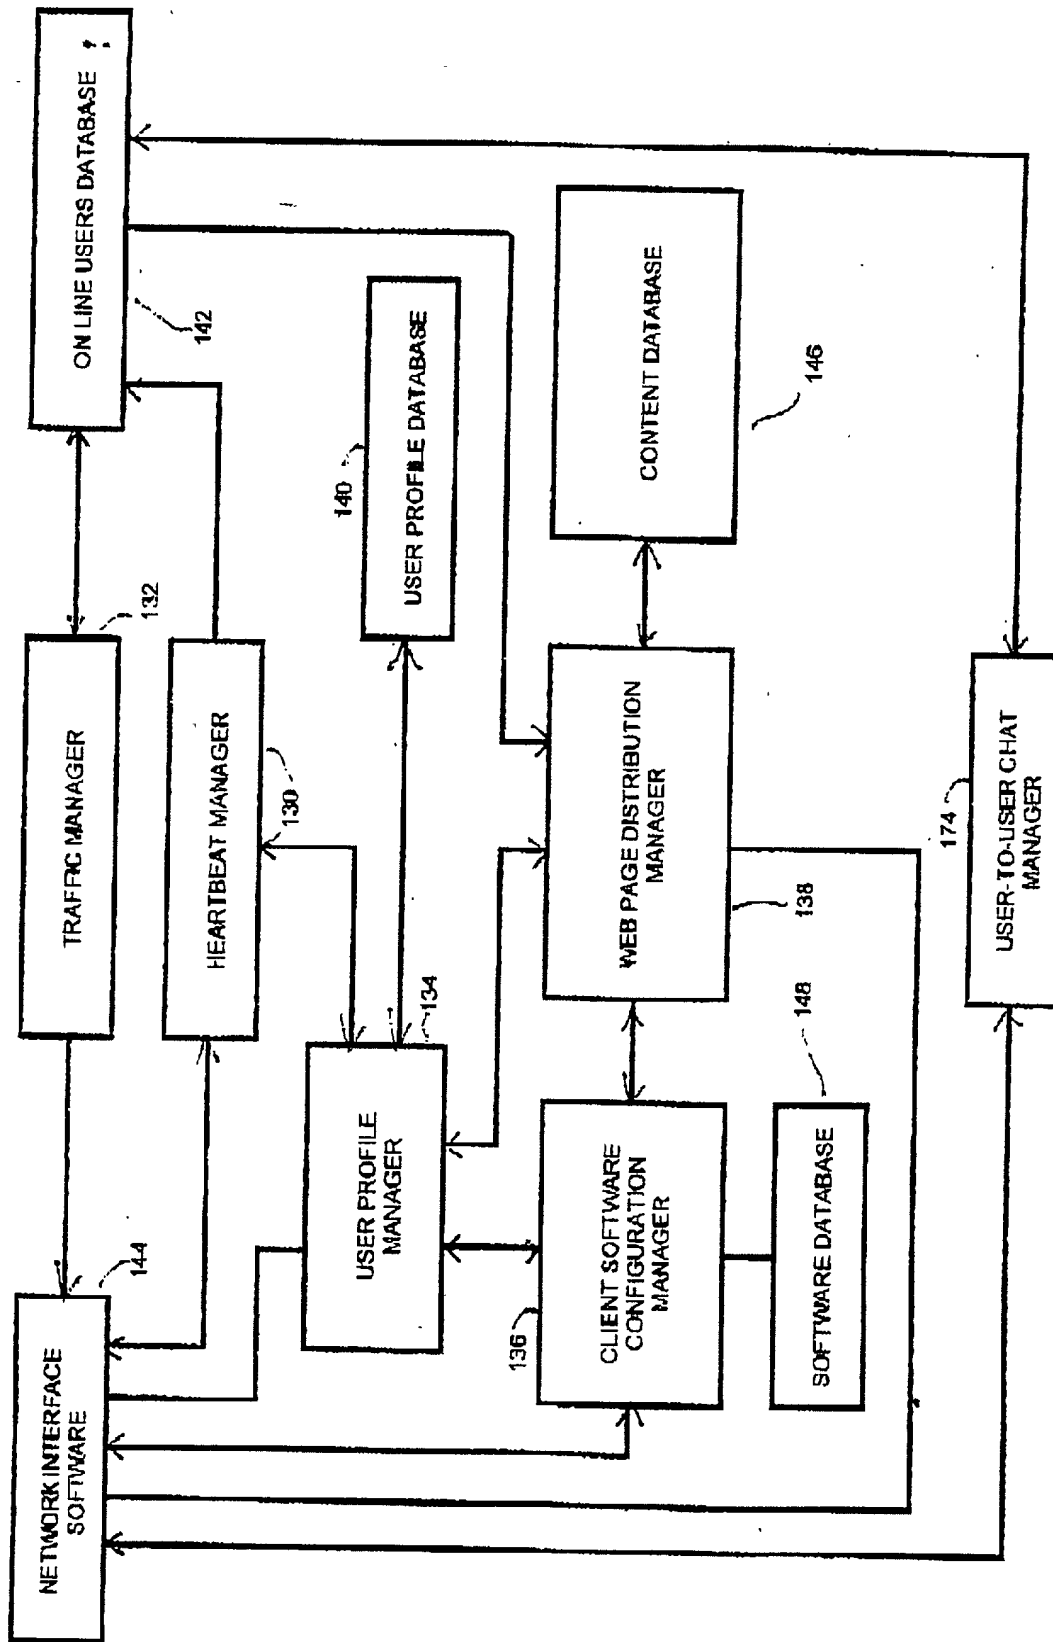 NETWORK INTERFACE
SOFTWARE
144
TRAFFIC MANAGER
132
ON LINE USERS DATABASE
142
HEARTBEAT MANAGER
130
USER PROFILE
MANAGER
134
USER PROFILE DATABASE
140
CLIENT SOFTWARE
CONFIGURATION
MANAGER
136
WEB PAGE DISTRIBUTION
MANAGER
138
CONTENT DATABASE
146
SOFTWARE DATABASE
148
USER-TO-USER CHAT
MANAGER
174